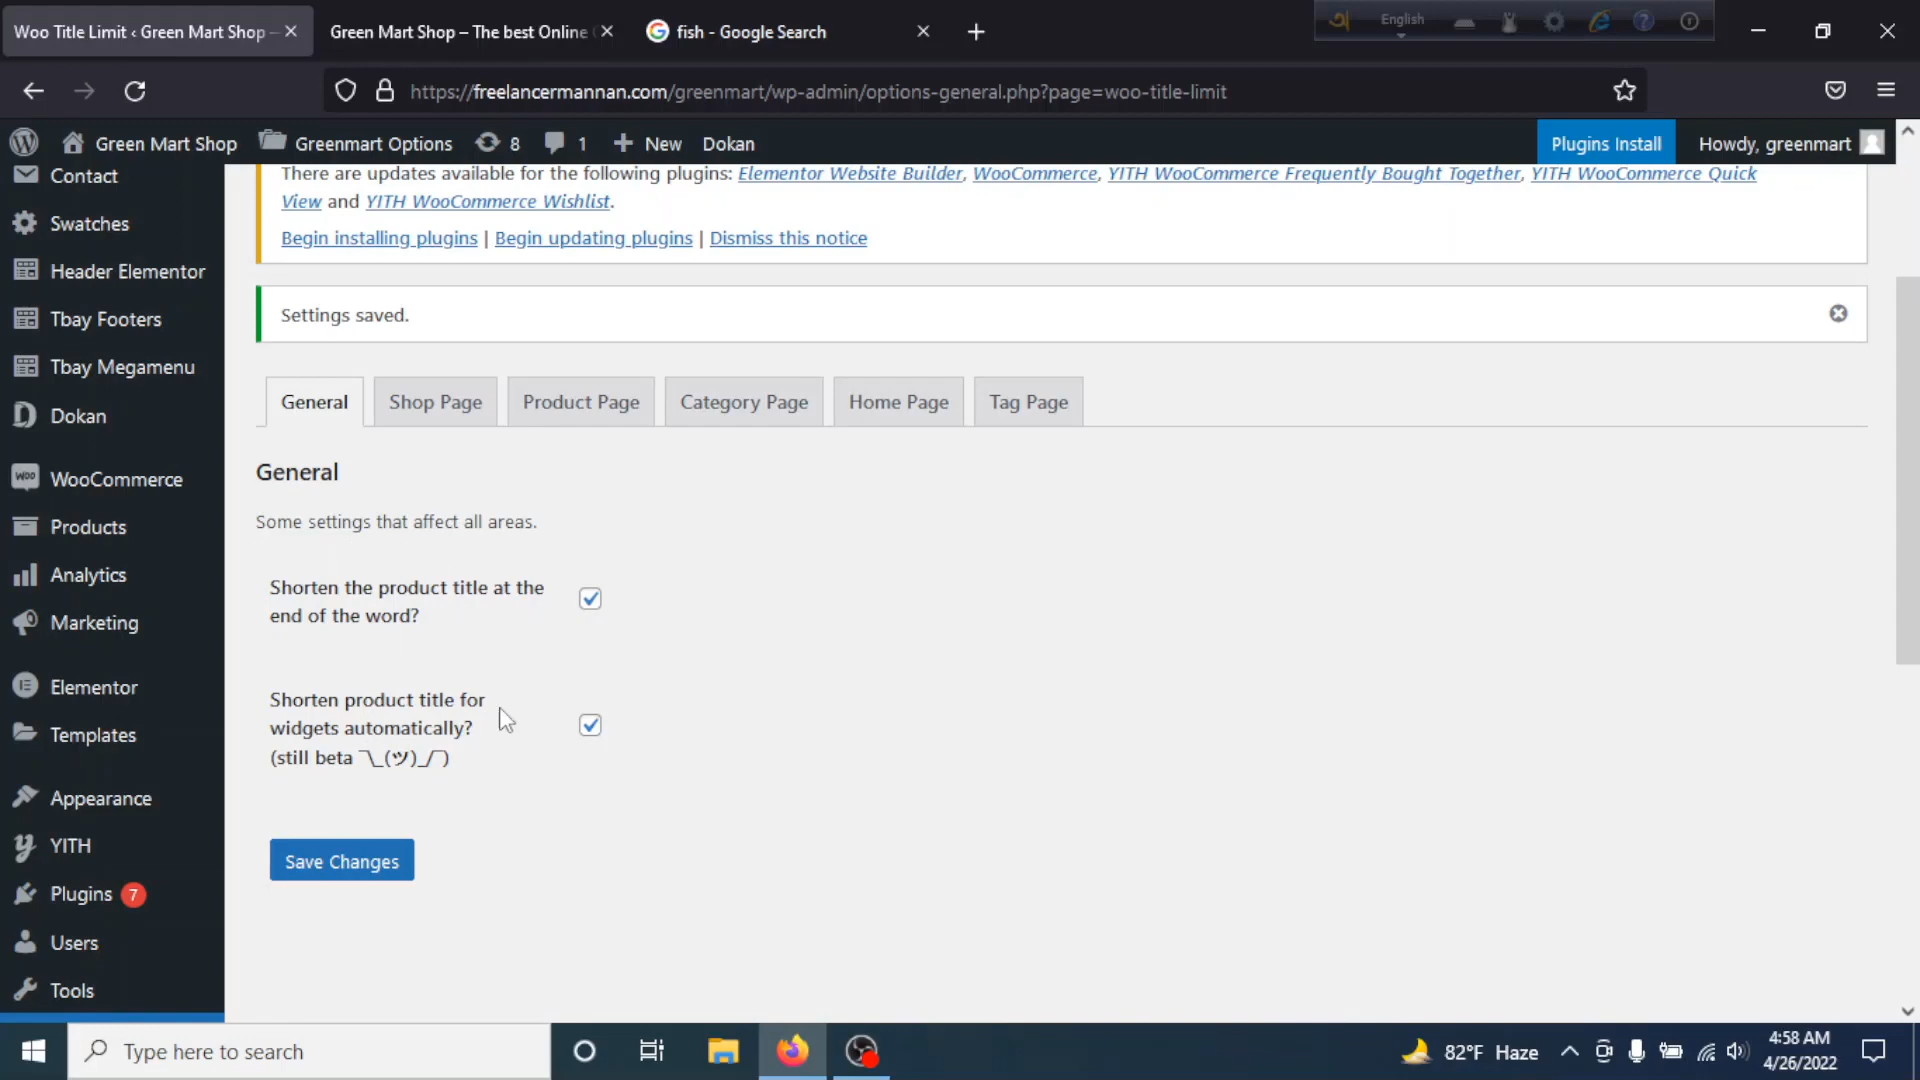 Woo Title Limit ‹ Green Mart Shop –
Green Mart Shop – The best Online
fish - Google Search
English
https://freelancermannan.com/greenmart/wp-admin/options-general.php?page=woo-title-limit
Green Mart Shop
Greenmart Options
8
1
New
Dokan
Plugins Install
Howdy, greenmart
Contact
Swatches
Header Elementor
Tbay Footers
Tbay Megamenu
Dokan
WooCommerce
Products
Analytics
Marketing
Elementor
Templates
Appearance
YITH
Plugins 7
Users
Tools
There are updates available for the following plugins: Elementor Website Builder, WooCommerce, YITH WooCommerce Frequently Bought Together, YITH WooCommerce Quick
View and YITH WooCommerce Wishlist.
Begin installing plugins | Begin updating plugins | Dismiss this notice
Settings saved.
General
Shop Page
Product Page
Category Page
Home Page
Tag Page
General
Some settings that affect all areas.
Shorten the product title at the
end of the word?
Shorten product title for
widgets automatically?
(still beta ¯\_(ツ)_/¯)
Save Changes
Type here to search
82°F Haze
4:58 AM
4/26/2022